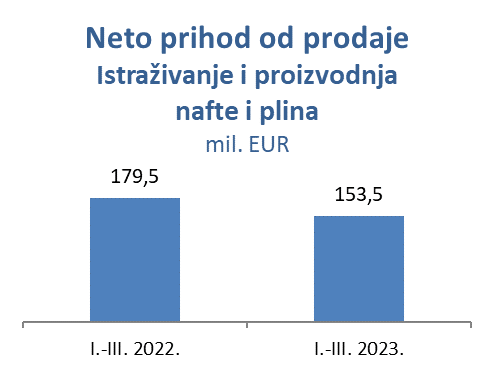 Neto prihod od prodaje
Istraživanje i proizvodnja
nafte i plina
mil. EUR
179,5
153,5
I.-III. 2022.
I.-III. 2023.